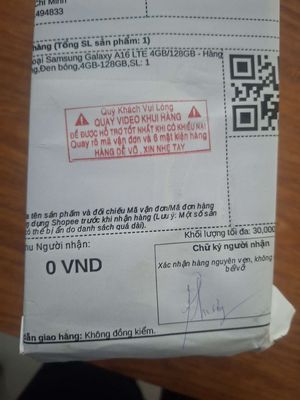 Chí Minh
494833
hàng (Tổng SL sản phẩm: 1)
oại Samsung Galaxy A16 LTE 4GB/128GB - Hàng
g,Đen bóng,4GB-128GB,SL: 1
Quý Khách Vui Lòng
QUAY VIDEO KHUI HÀNG
ĐỂ ĐƯỢC HỖ TRỢ TỐT NHẤT KHI CÓ KHIẾU NẠI
Quay rõ mã vận đơn và 6 mặt kiện hàng
HÀNG DỄ VỠ, XIN NHẸ TAY
a tên sản phẩm và đối chiếu Mã vận đơn/Mã đơn hàng
dụng Shopee trước khi nhận hàng (Lưu ý: Một số sản
thể bị ẩn do danh sách quá dài).
hu Người nhận:
Khối lượng tối đa: 30,000
0 VND
Chữ ký người nhận
Xác nhận hàng nguyên vẹn, không
bể/vỡ
dẫn giao hàng: Không đồng kiểm.